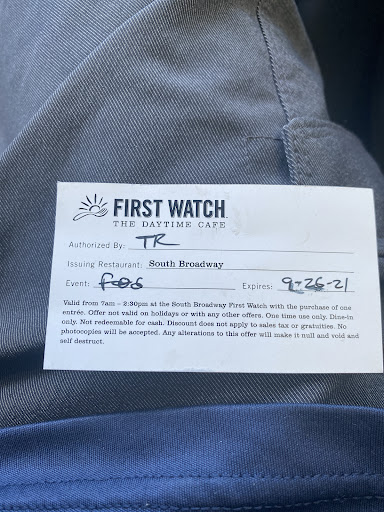 FIRST WATCH
THE DAYTIME CAFE
Authorized By: TR
Issuing Restaurant: South Broadway
Event: Expires: 9-26-21
Valid from 7am – 2:30pm at the South Broadway First Watch with the purchase of one
entrée. Offer not valid on holidays or with any other offers. One time use only. Dine-in
only. Not redeemable for cash. Discount does not apply to sales tax or gratuities. No
photocopies will be accepted. Any alterations to this offer will make it null and void and
self destruct.